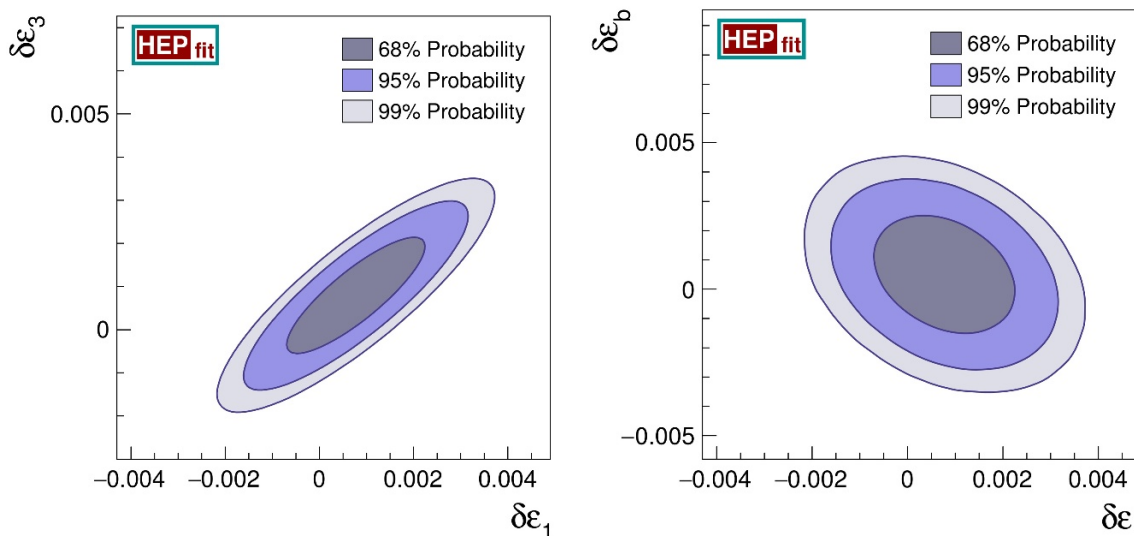 δε₃
HEP fit
68% Probability
95% Probability
99% Probability
0.005
0
−0.004 −0.002 0 0.002 0.004
δε₁
δε_b
HEP fit
68% Probability
95% Probability
99% Probability
0.005
0
−0.005
−0.004 −0.002 0 0.002 0.004
δε